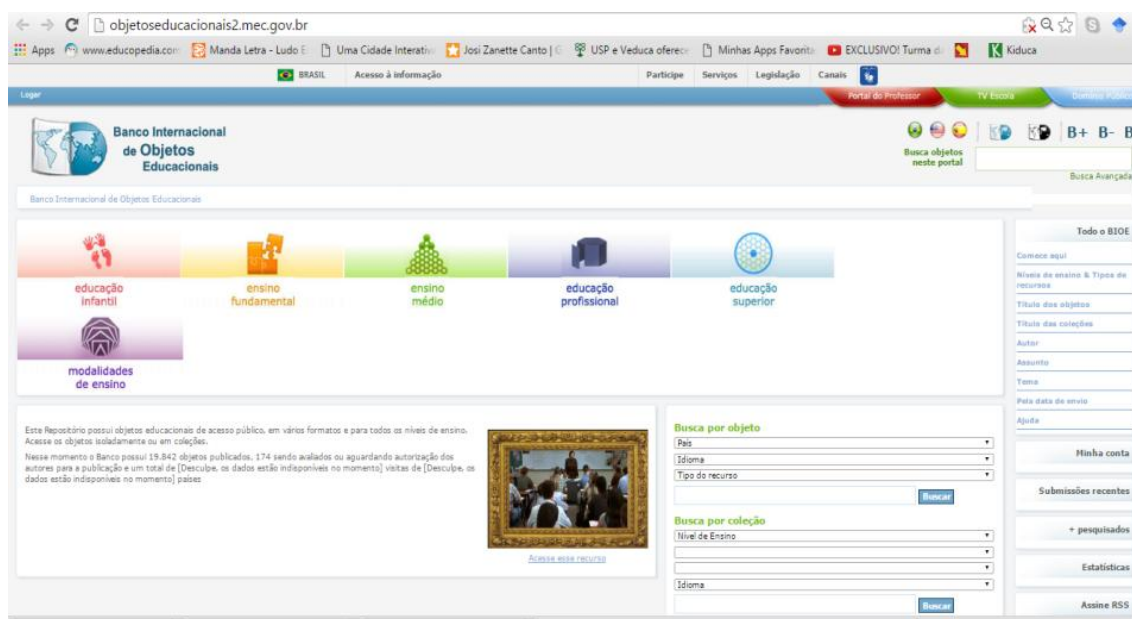 objetoseducacionais2.mec.gov.br
Apps www.educopedia.com Manda Letra - Ludo E Uma Cidade Interativ Josi Zanette Canto | G USP e Veduca oferece Minhas Apps Favorita EXCLUSIVO! Turma d Kiduca
BRASIL Acesso à informação Participe Serviços Legislação Canais
Logar Portal do Professor TV Escola Domínio Público
Banco Internacional
de Objetos
Educacionais
B+ B- B
Busca objetos
neste portal
Busca Avançada
Banco Internacional de Objetos Educacionais
educação
infantil
ensino
fundamental
ensino
médio
educação
profissional
educação
superior
modalidades
de ensino
Todo o BIOE
Comece aqui
Níveis de ensino & Tipos de
recursos
Título dos objetos
Título das coleções
Autor
Assunto
Tema
Pela data de envio
Ajuda
Minha conta
Submissões recentes
+ pesquisados
Estatísticas
Assine RSS
Este Repositório possui objetos educacionais de acesso público, em vários formatos e para todos os níveis de ensino.
Acesse os objetos isoladamente ou em coleções.
Nesse momento o Banco possui 19.842 objetos publicados, 174 sendo avaliados ou aguardando autorização dos
autores para a publicação e um total de [Desculpe, os dados estão indisponíveis no momento] visitas de [Desculpe, os
dados estão indisponíveis no momento] países
Acesse esse recurso
Busca por objeto
País
Idioma
Tipo do recurso
Buscar
Busca por coleção
Nível de Ensino
Idioma
Buscar